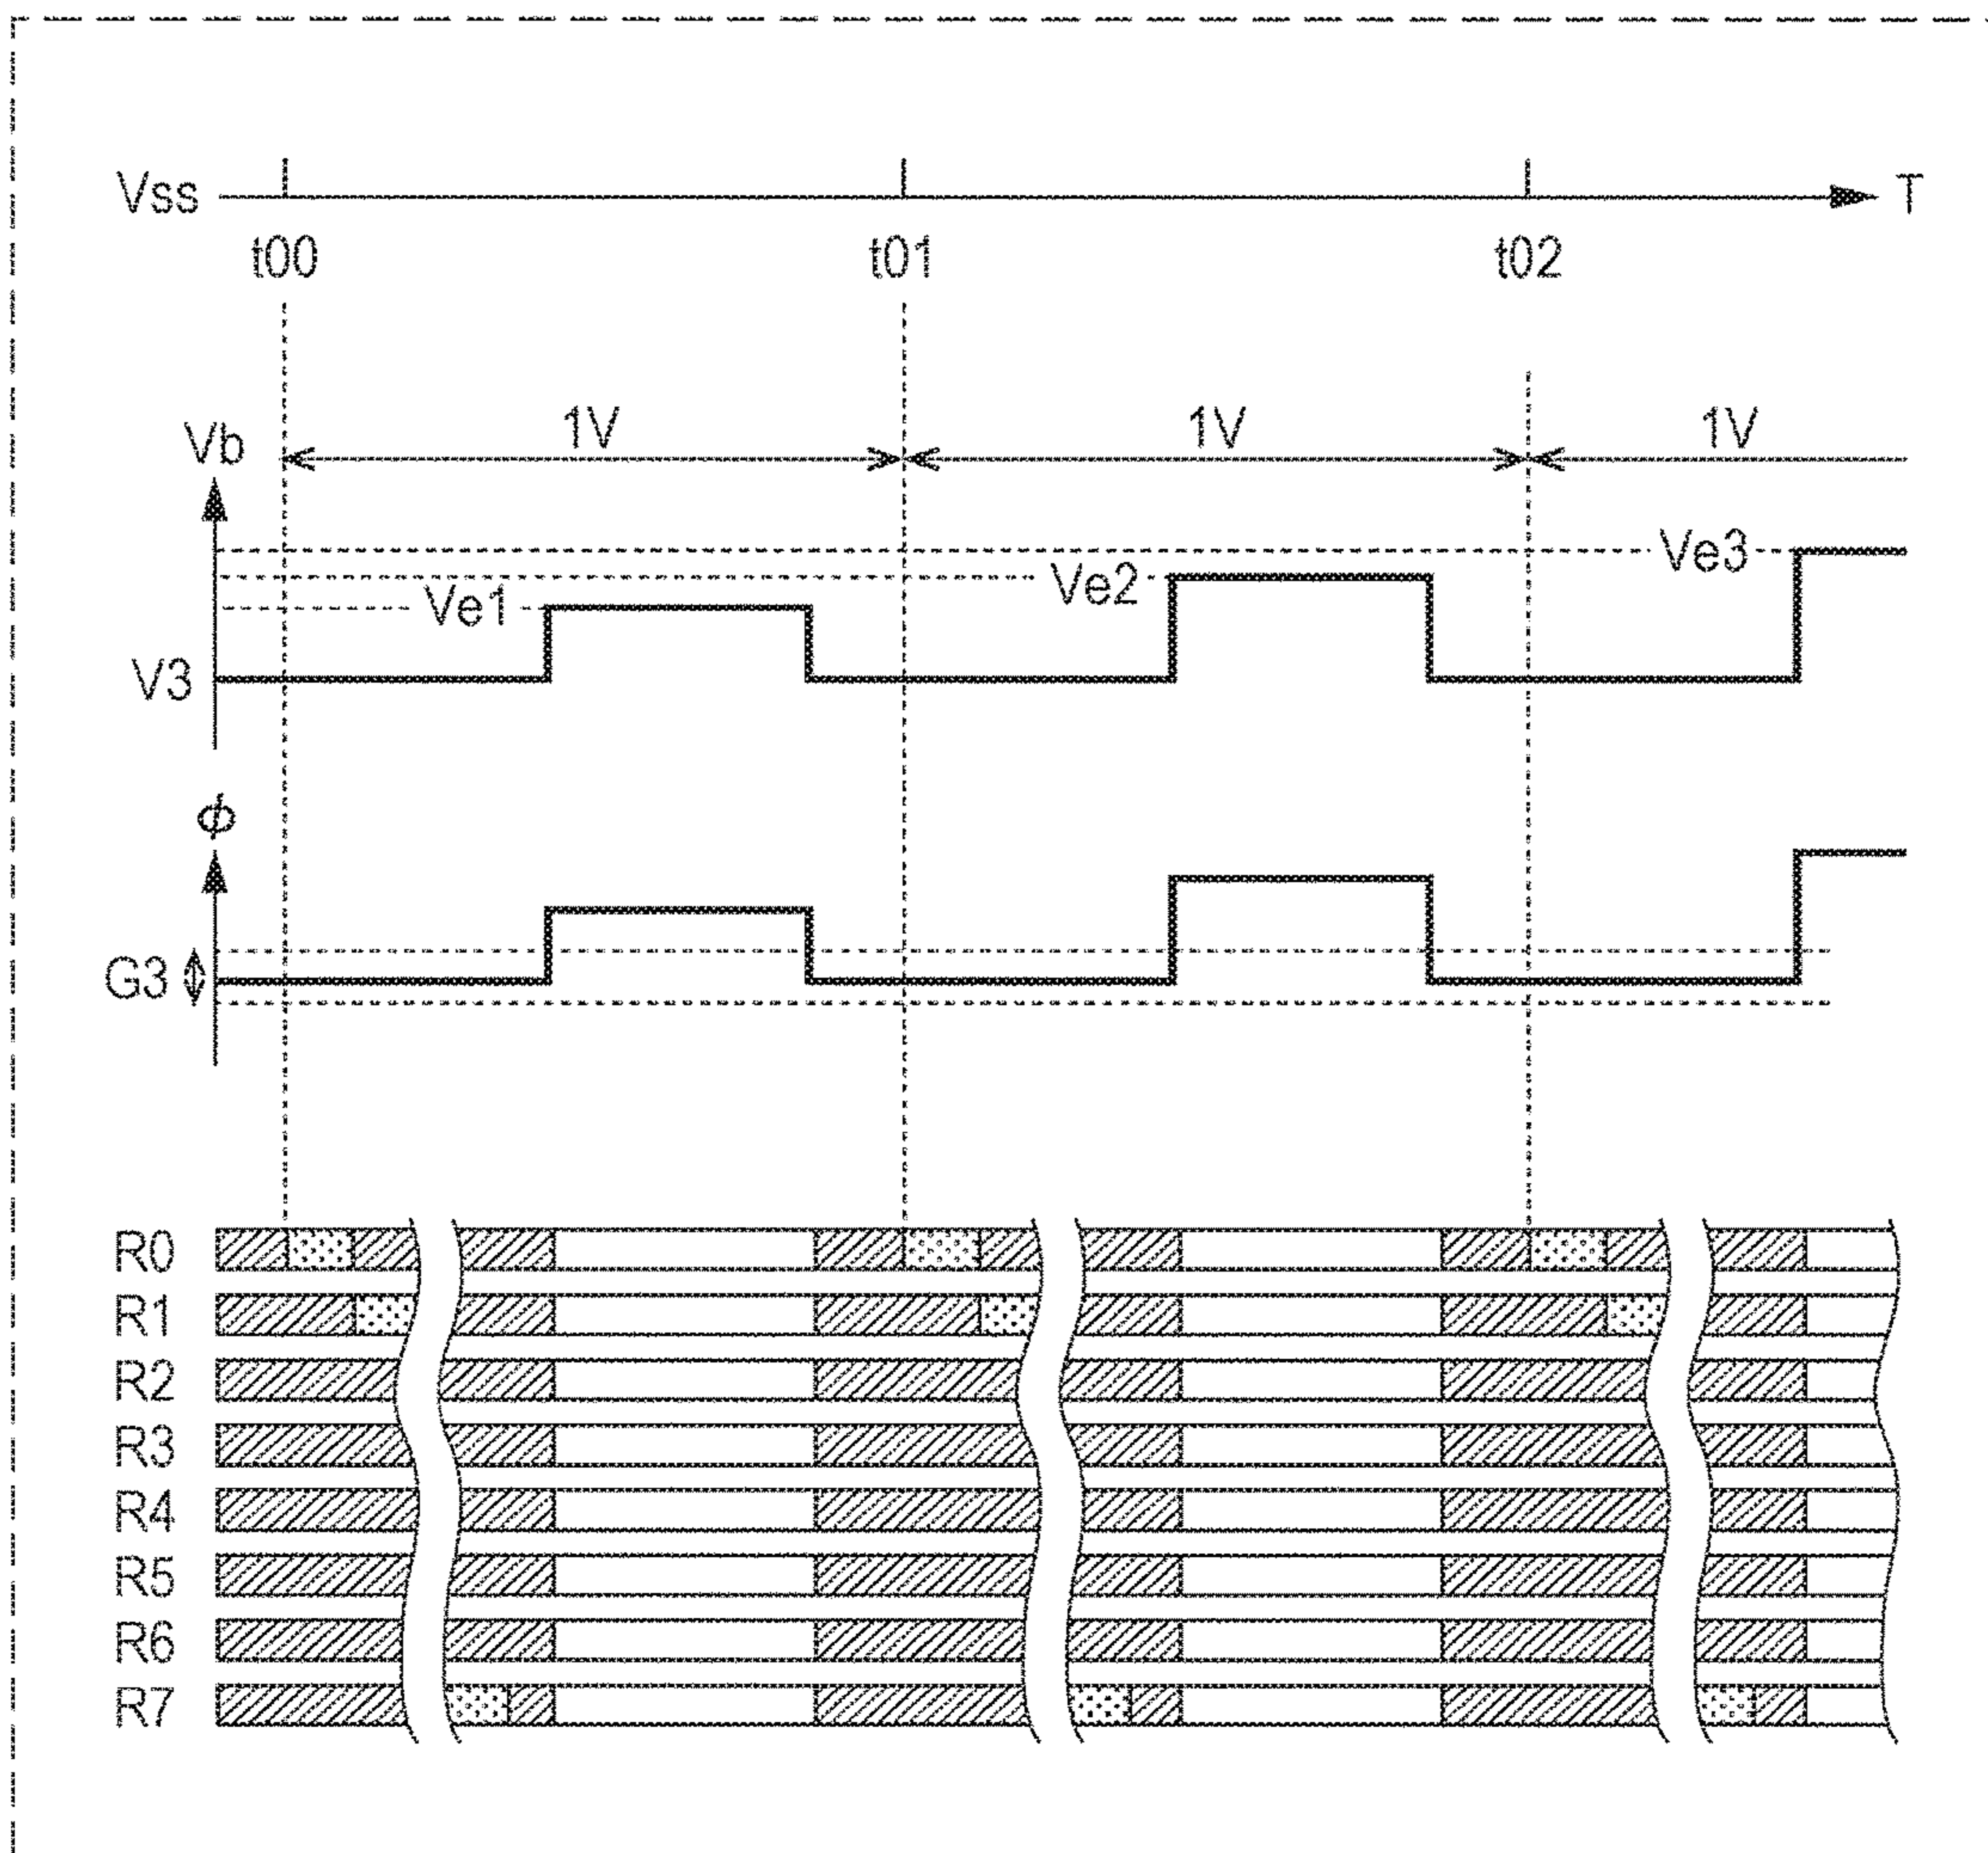 Vss T
t00 t01 t02
Vb 1V 1V 1V
Ve3
Ve2
Ve1
V3
ϕ
G3
R0
R1
R2
R3
R4
R5
R6
R7